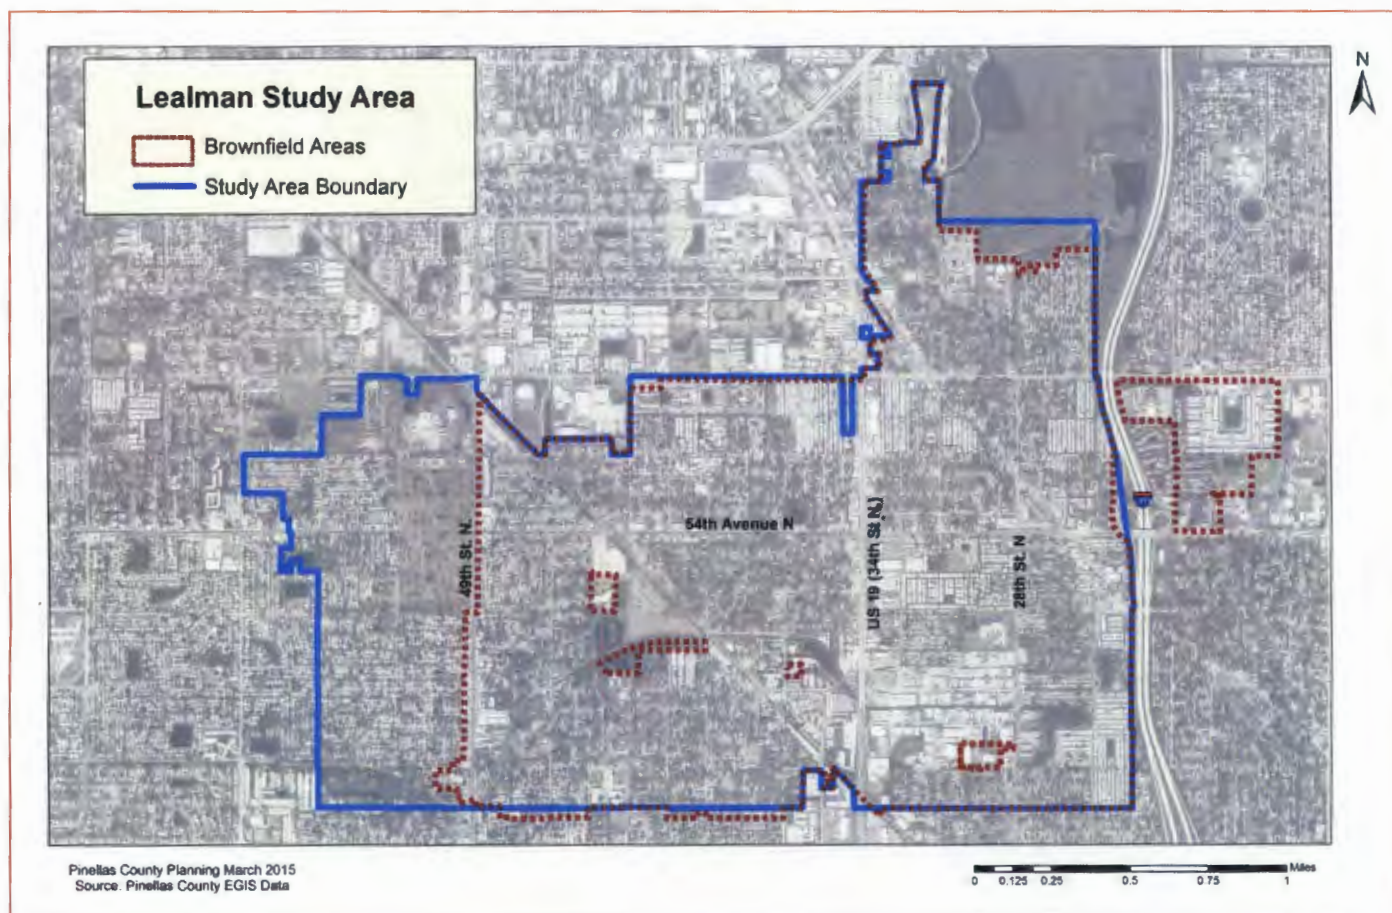 Lealman Study Area
Brownfield Areas
Study Area Boundary
N
54th Avenue N
49th St. N.
US 19 (34th St N.)
28th St. N
Pinellas County Planning March 2015
Source. Pinellas County EGIS Data
Miles
0 0.125 0.25 0.5 0.75 1